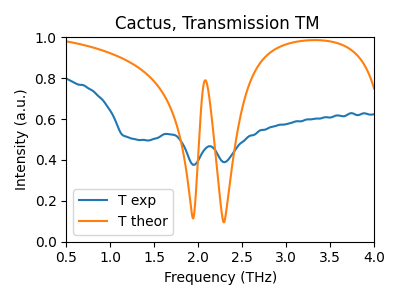 Cactus, Transmission TM
Intensity (a.u.)
1.0
0.8
0.6
0.4
0.2
0.0
T exp
T theor
0.5 1.0 1.5 2.0 2.5 3.0 3.5 4.0
Frequency (THz)